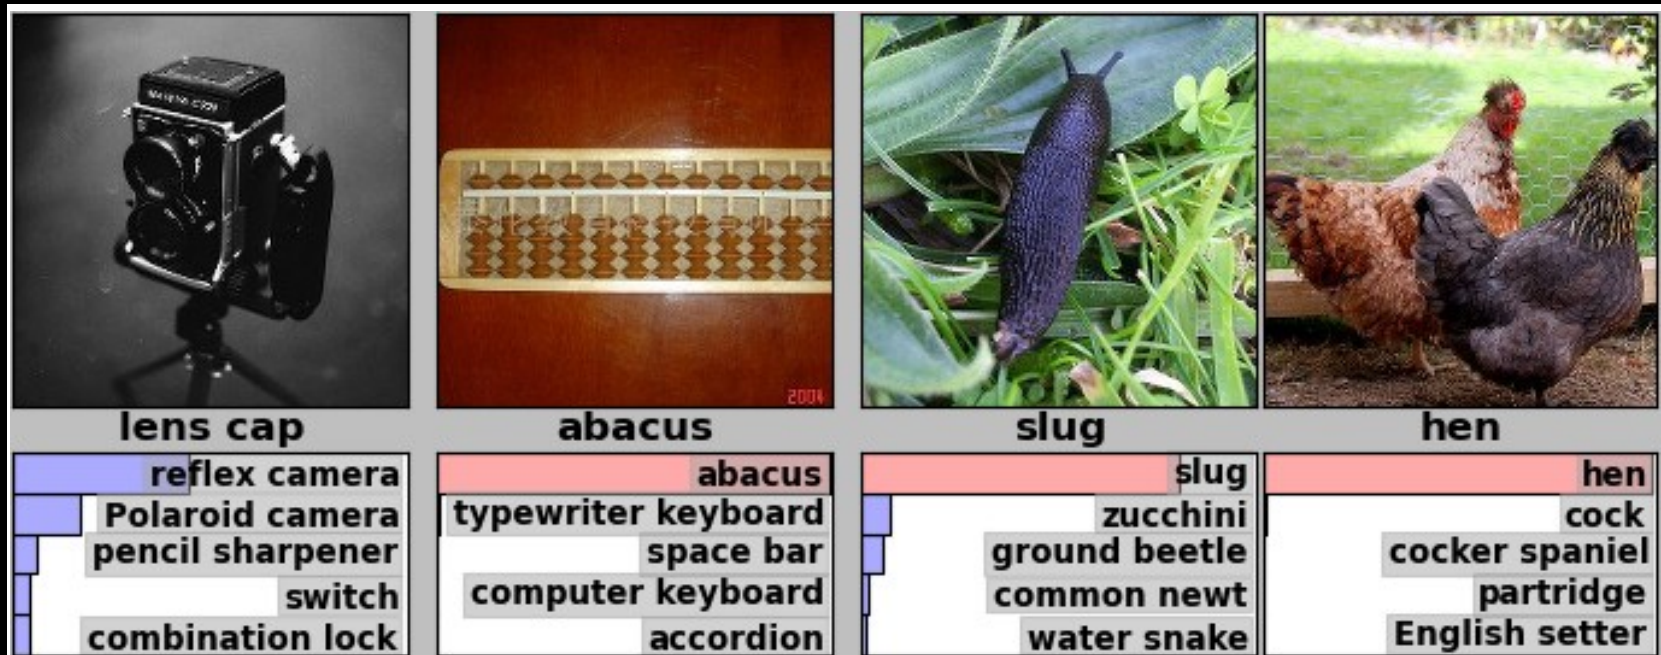 2004
lens cap
abacus
slug
hen
reflex camera
Polaroid camera
pencil sharpener
switch
combination lock
abacus
typewriter keyboard
space bar
computer keyboard
accordion
slug
zucchini
ground beetle
common newt
water snake
hen
cock
cocker spaniel
partridge
English setter